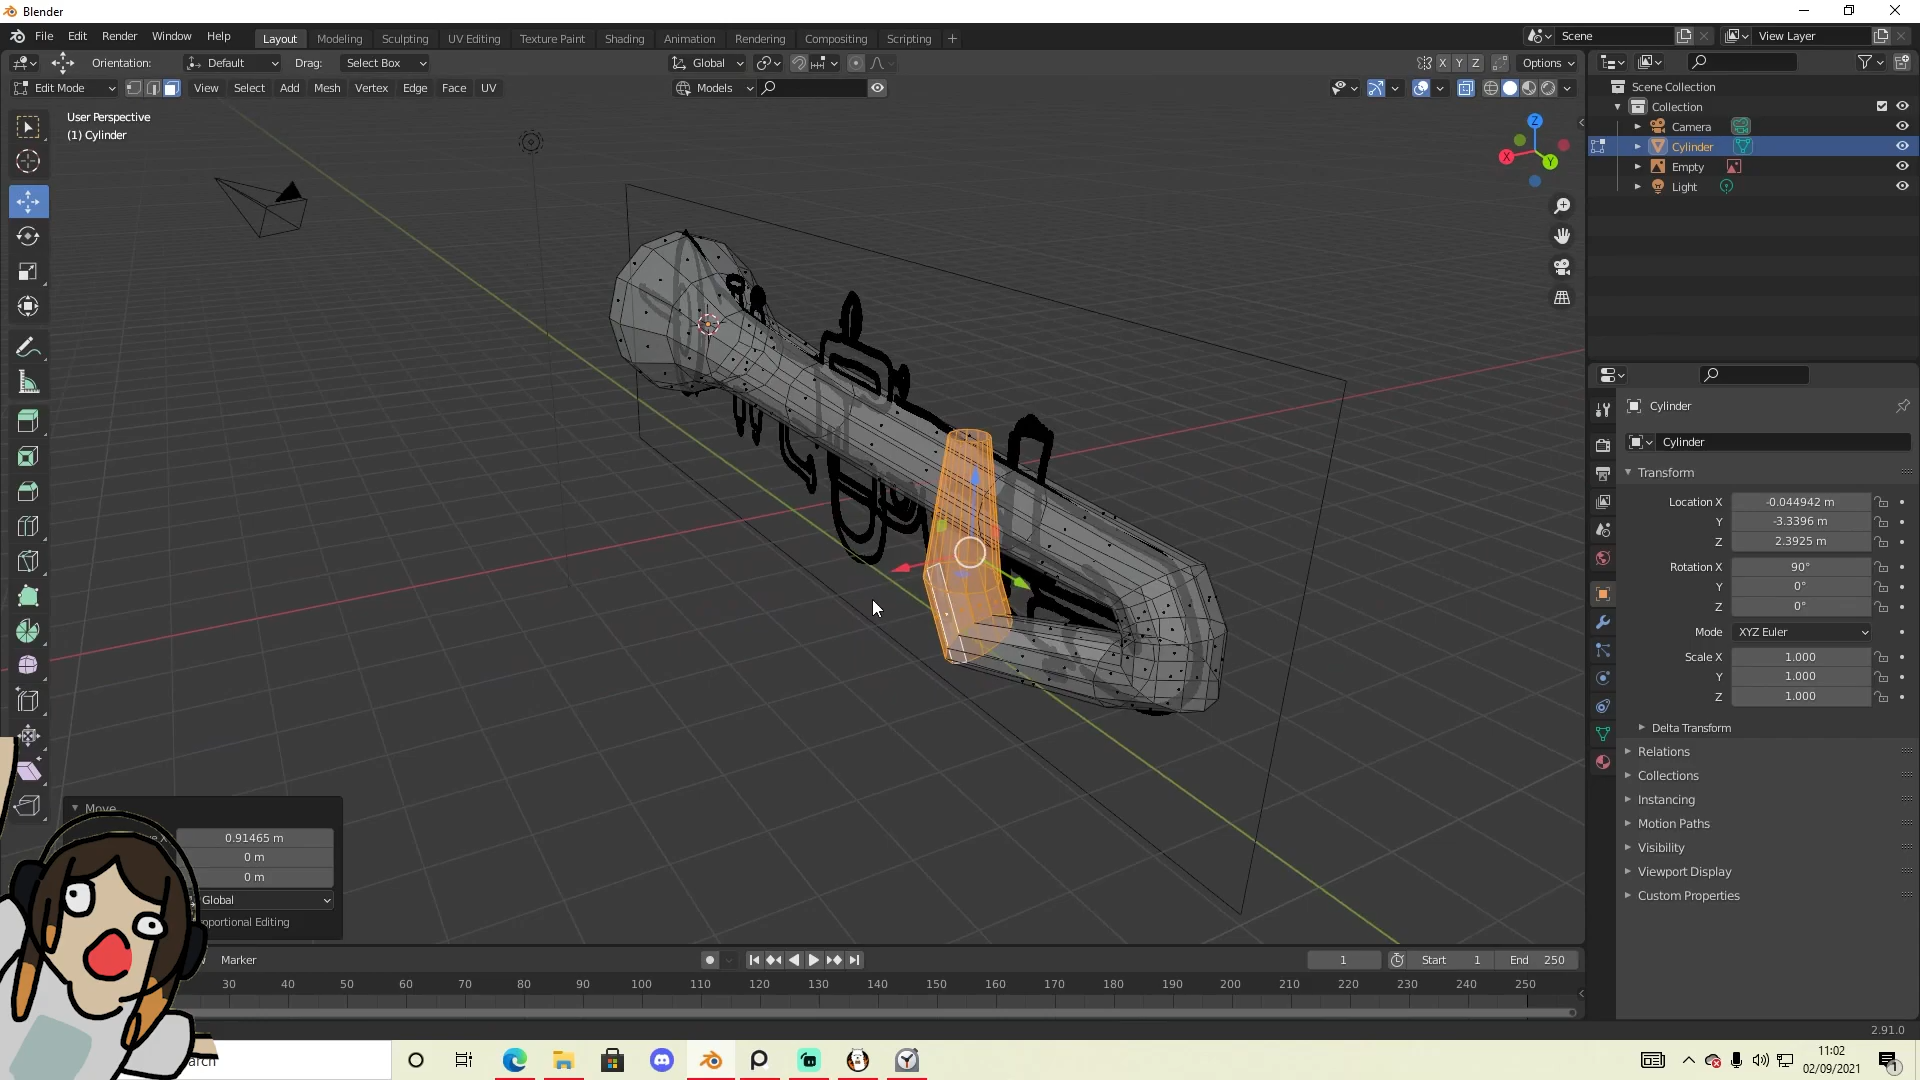 Blender
File Edit Render Window Help Layout Modeling Sculpting UV Editing Texture Paint Shading Animation Rendering Compositing Scripting + Scene View Layer
Orientation: Default Drag: Select Box Global X Y Z Options
Edit Mode View Select Add Mesh Vertex Edge Face UV Models
User Perspective
(1) Cylinder
Z
X
Y
Scene Collection
Collection
Camera
Cylinder
Empty
Light
Cylinder
Cylinder
Transform
Location X -0.044942 m
Y -3.3396 m
Z 2.3925 m
Rotation X 90°
Y 0°
Z 0°
Mode XYZ Euler
Scale X 1.000
Y 1.000
Z 1.000
Delta Transform
Relations
Collections
Instancing
Motion Paths
Visibility
Viewport Display
Custom Properties
Move
X 0.91465 m
0 m
0 m
Global
oportional Editing
Marker 1 Start 1 End 250
30 40 50 60 70 80 90 100 110 120 130 140 150 160 170 180 190 200 210 220 230 240 250
2.91.0
arch
11:02
02/09/2021
1